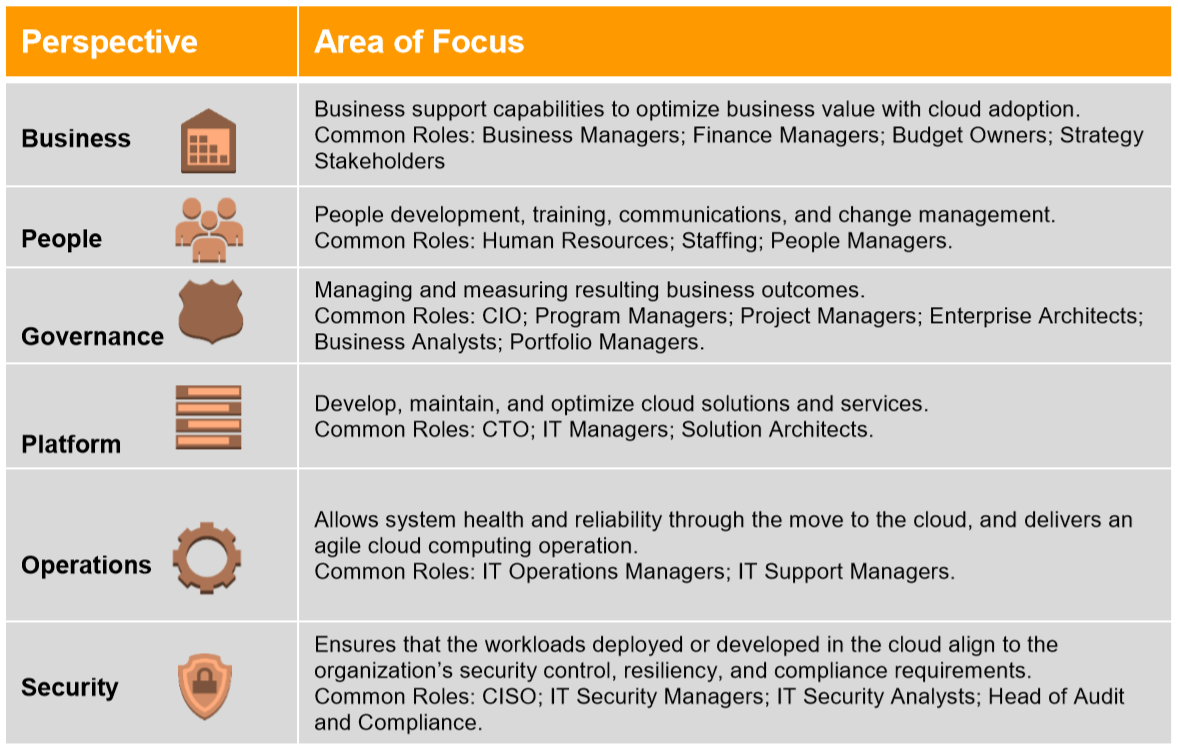 Perspective
Area of Focus
Business
Business support capabilities to optimize business value with cloud adoption.
Common Roles: Business Managers; Finance Managers; Budget Owners; Strategy
Stakeholders
People
People development, training, communications, and change management.
Common Roles: Human Resources; Staffing; People Managers.
Governance
Managing and measuring resulting business outcomes.
Common Roles: CIO; Program Managers; Project Managers; Enterprise Architects;
Business Analysts; Portfolio Managers.
Platform
Develop, maintain, and optimize cloud solutions and services.
Common Roles: CTO; IT Managers; Solution Architects.
Operations
Allows system health and reliability through the move to the cloud, and delivers an
agile cloud computing operation.
Common Roles: IT Operations Managers; IT Support Managers.
Security
Ensures that the workloads deployed or developed in the cloud align to the
organization’s security control, resiliency, and compliance requirements.
Common Roles: CISO; IT Security Managers; IT Security Analysts; Head of Audit
and Compliance.